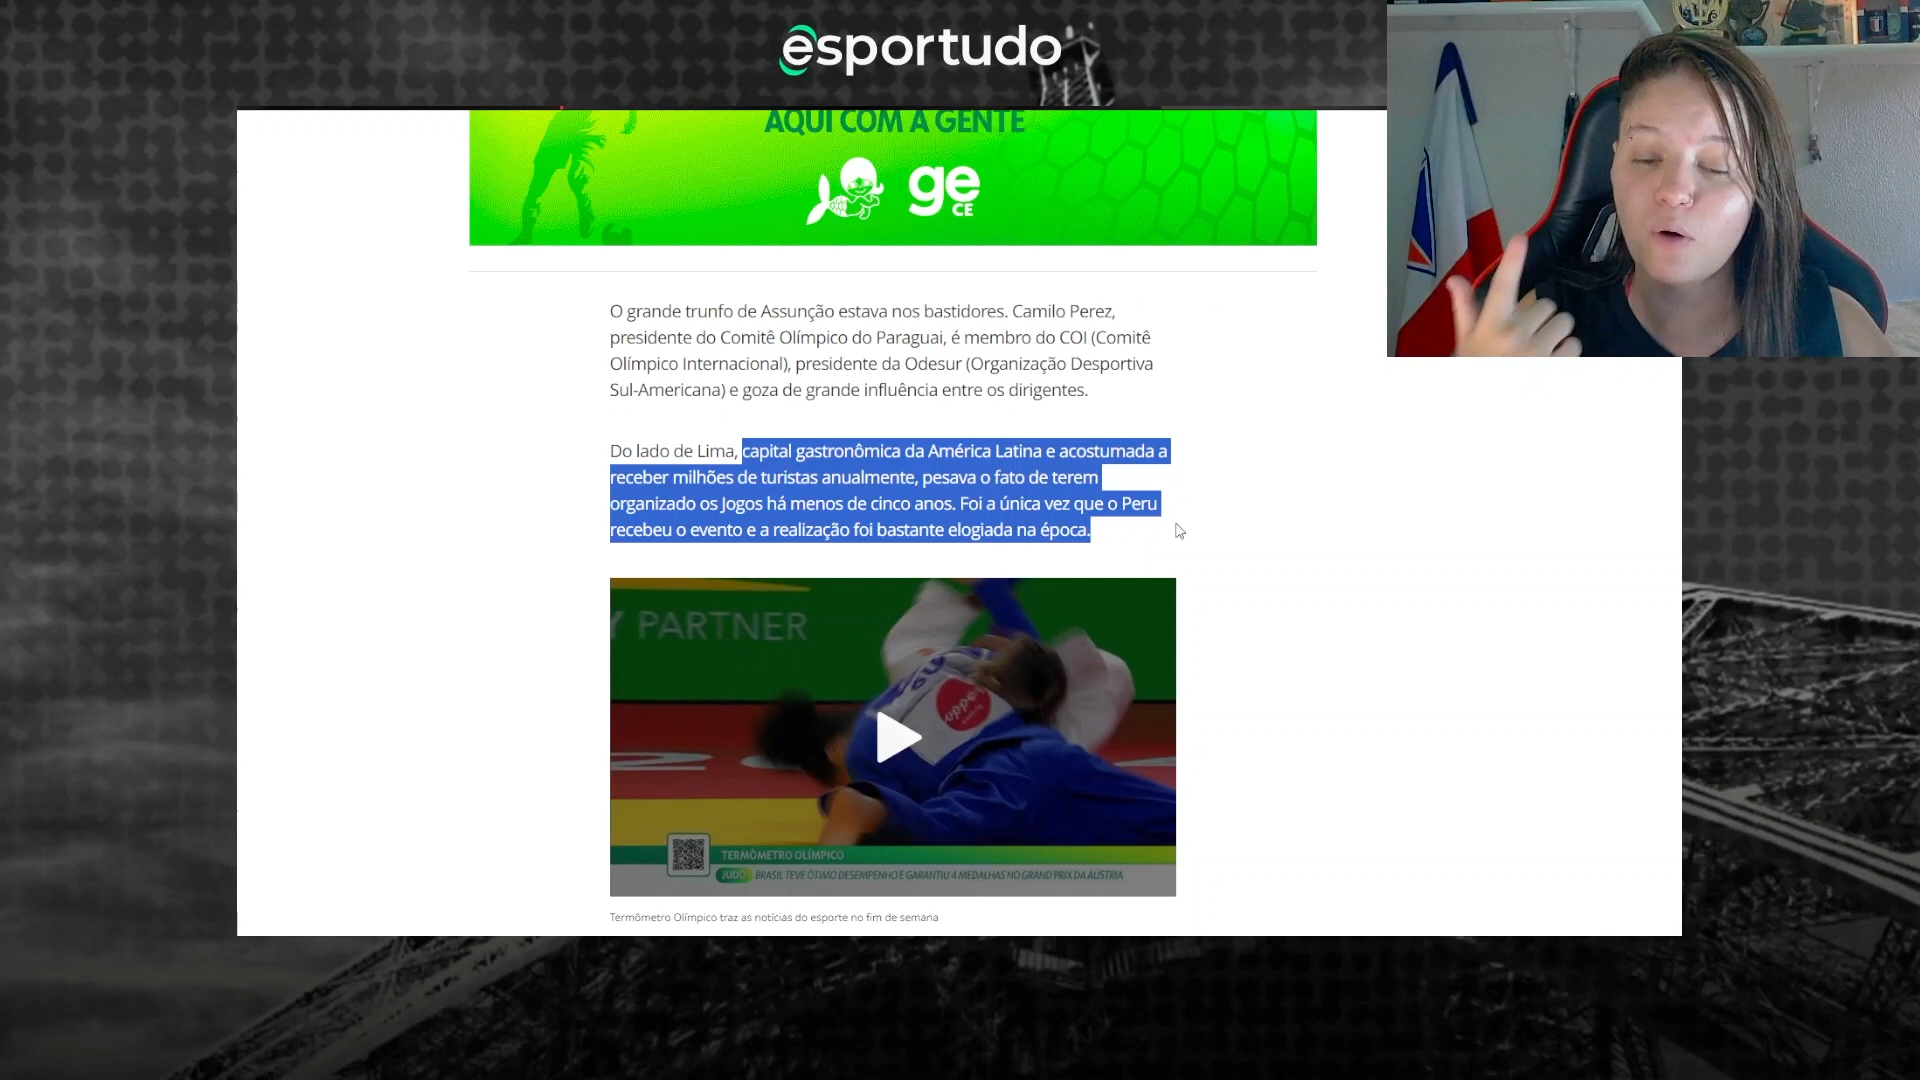 esportudo
AQUI COM A GENTE
ge
CE
O grande trunfo de Assunção estava nos bastidores. Camilo Perez,
presidente do Comitê Olímpico do Paraguai, é membro do COI (Comitê
Olímpico Internacional), presidente da Odesur (Organização Desportiva
Sul-Americana) e goza de grande influência entre os dirigentes.
Do lado de Lima, capital gastronômica da América Latina e acostumada a
receber milhões de turistas anualmente, pesava o fato de terem
organizado os Jogos há menos de cinco anos. Foi a única vez que o Peru
recebeu o evento e a realização foi bastante elogiada na época.
PARTNER
TERMÔMETRO OLÍMPICO
JUDÔ BRASIL TEVE ÓTIMO DESEMPENHO E GARANTIU 4 MEDALHAS NO GRAND PRIX DA ÁUSTRIA
Termômetro Olímpico traz as notícias do esporte no fim de semana